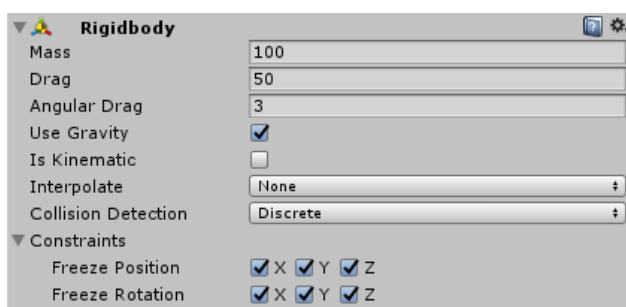 Rigidbody
Mass 100
Drag 50
Angular Drag 3
Use Gravity
Is Kinematic
Interpolate None
Collision Detection Discrete
Constraints
Freeze Position X Y Z
Freeze Rotation X Y Z